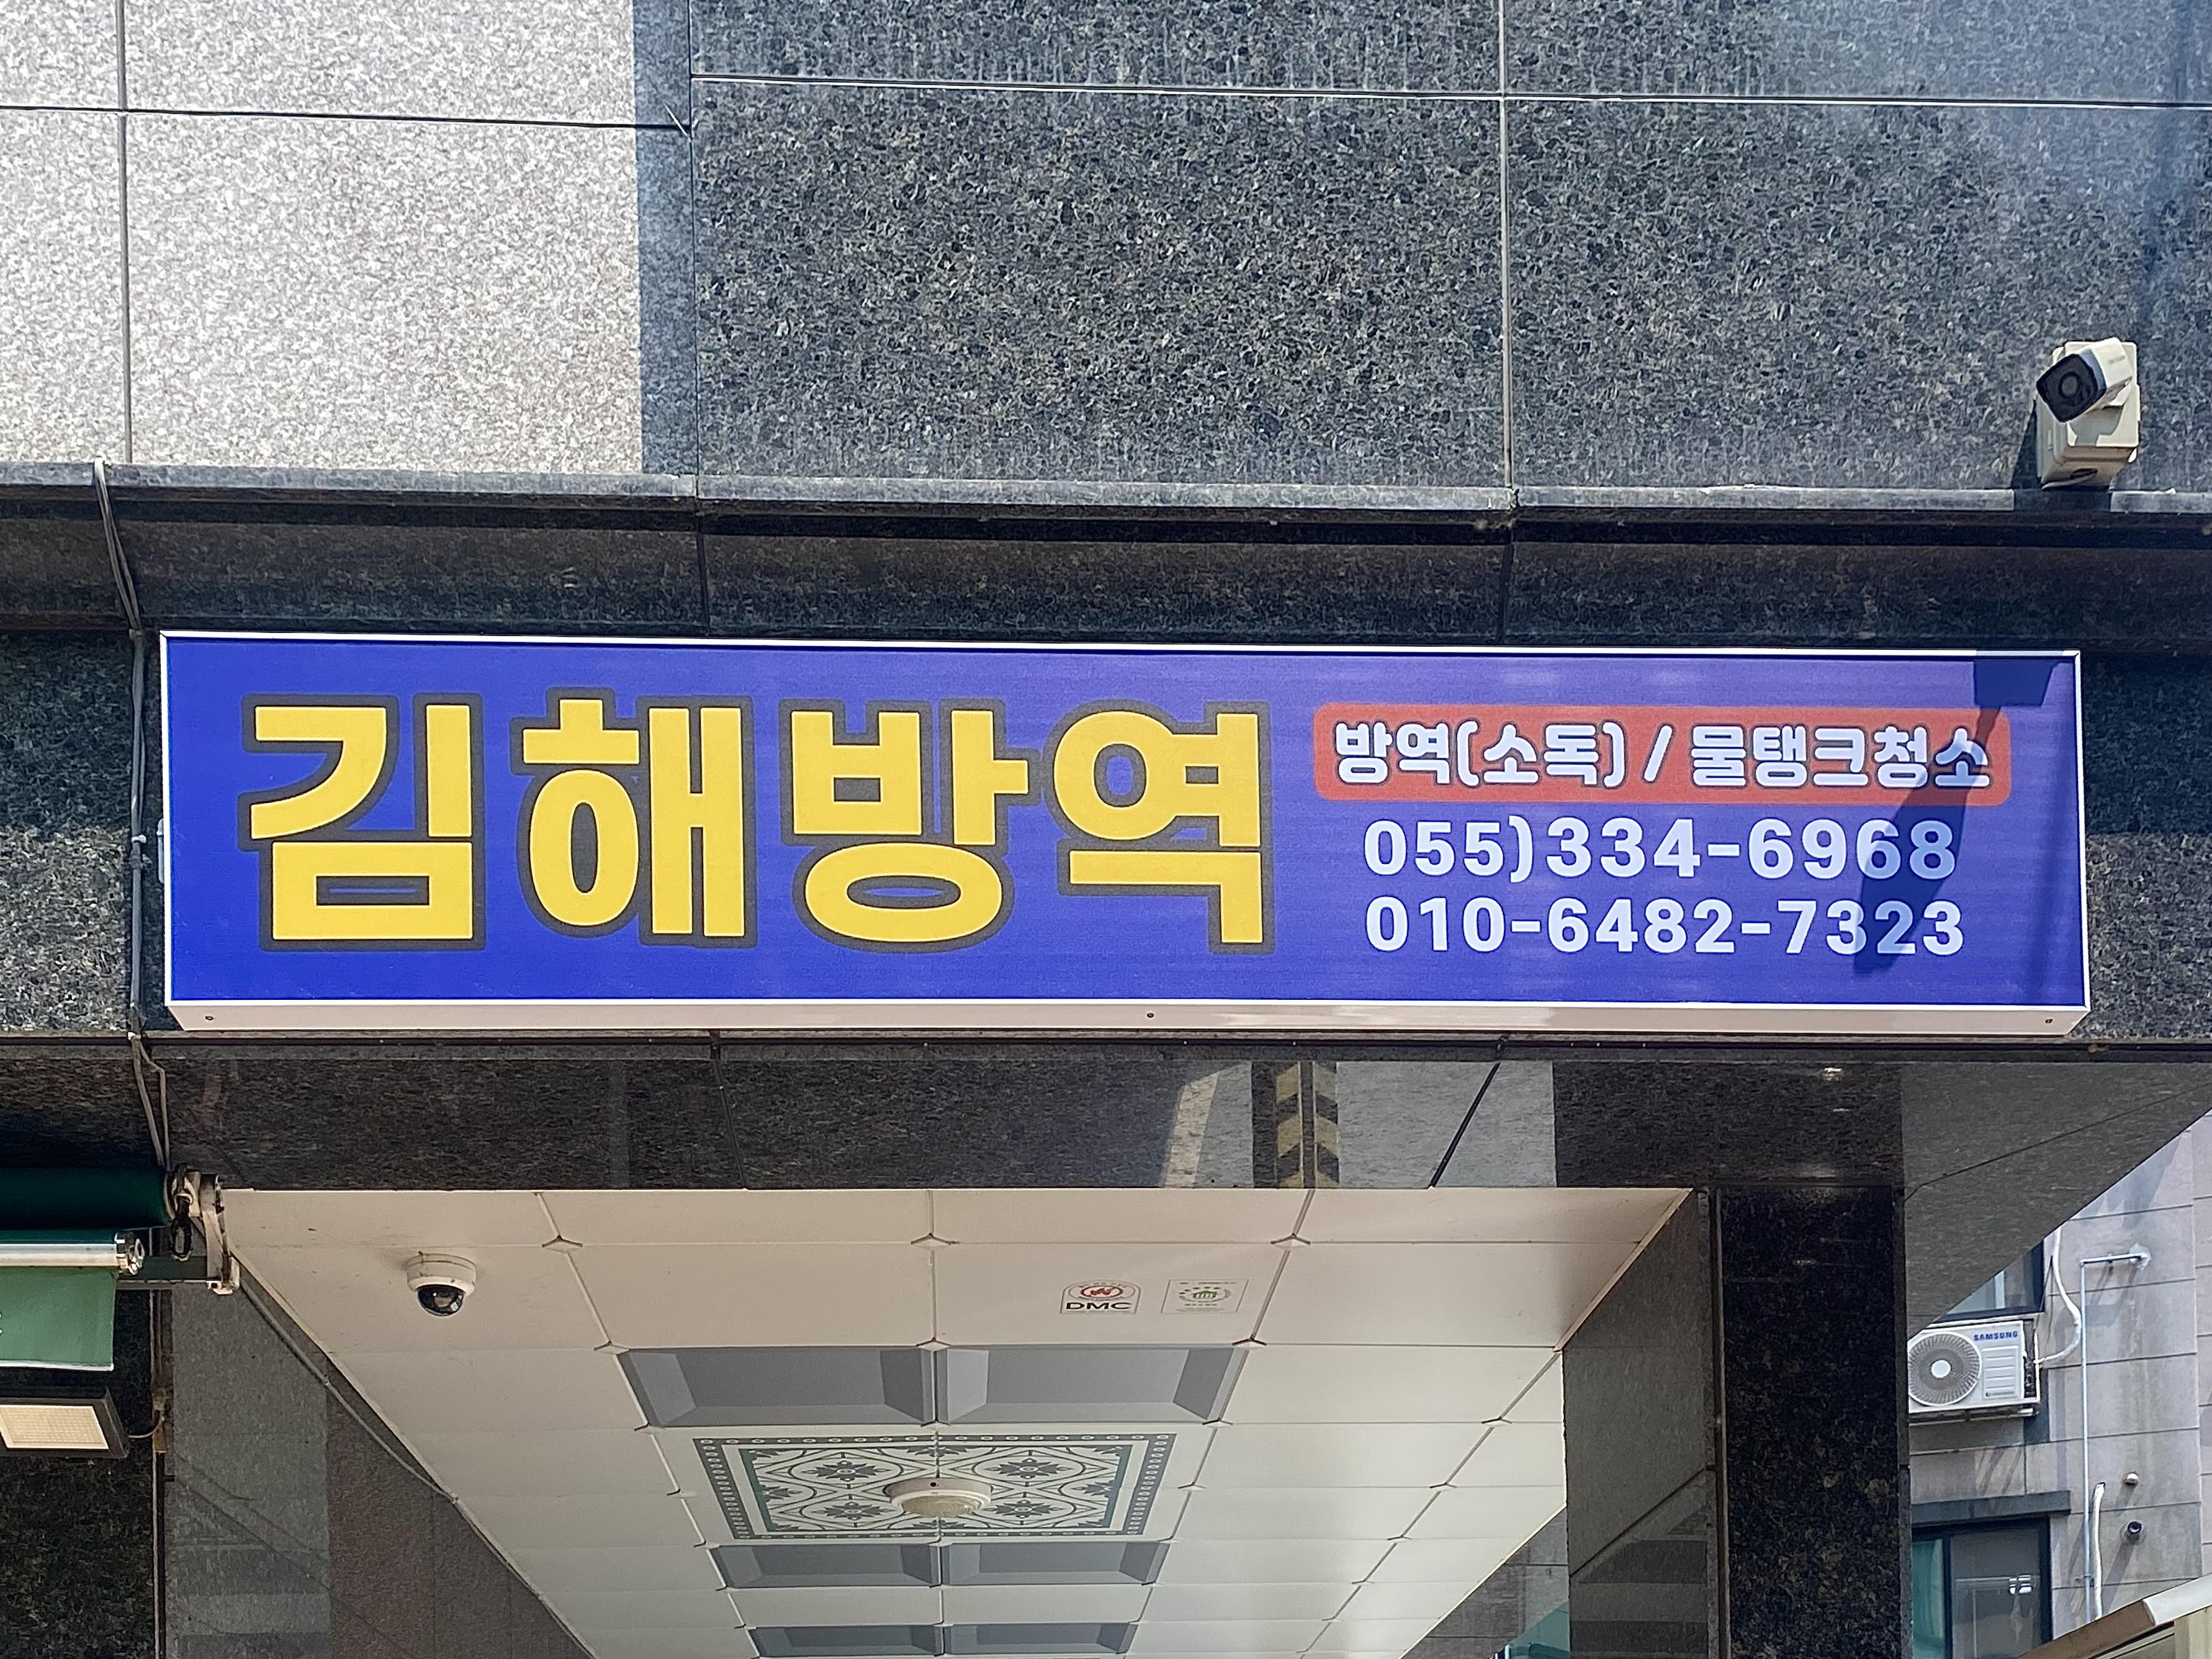 김해방역
방역(소독) / 물탱크청소
055)334-6968
010-6482-7323
DMC
SAMSUNG